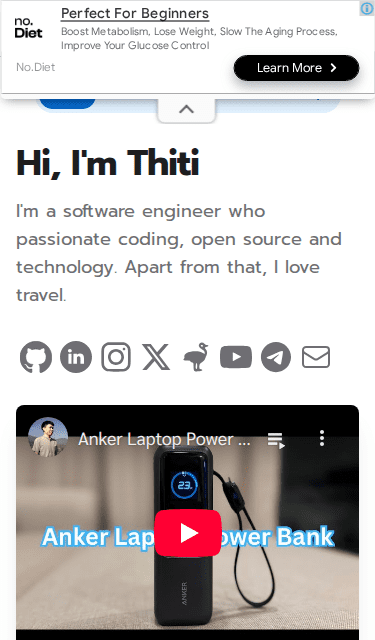 no.
Diet
Perfect For Beginners
Boost Metabolism, Lose Weight, Slow The Aging Process,
Improve Your Glucose Control
No.Diet
Learn More
Hi, I'm Thiti
I'm a software engineer who
passionate coding, open source and
technology. Apart from that, I love
travel.
in
Anker Laptop Power ...
23
Anker Lap
ower Bank
ANKER